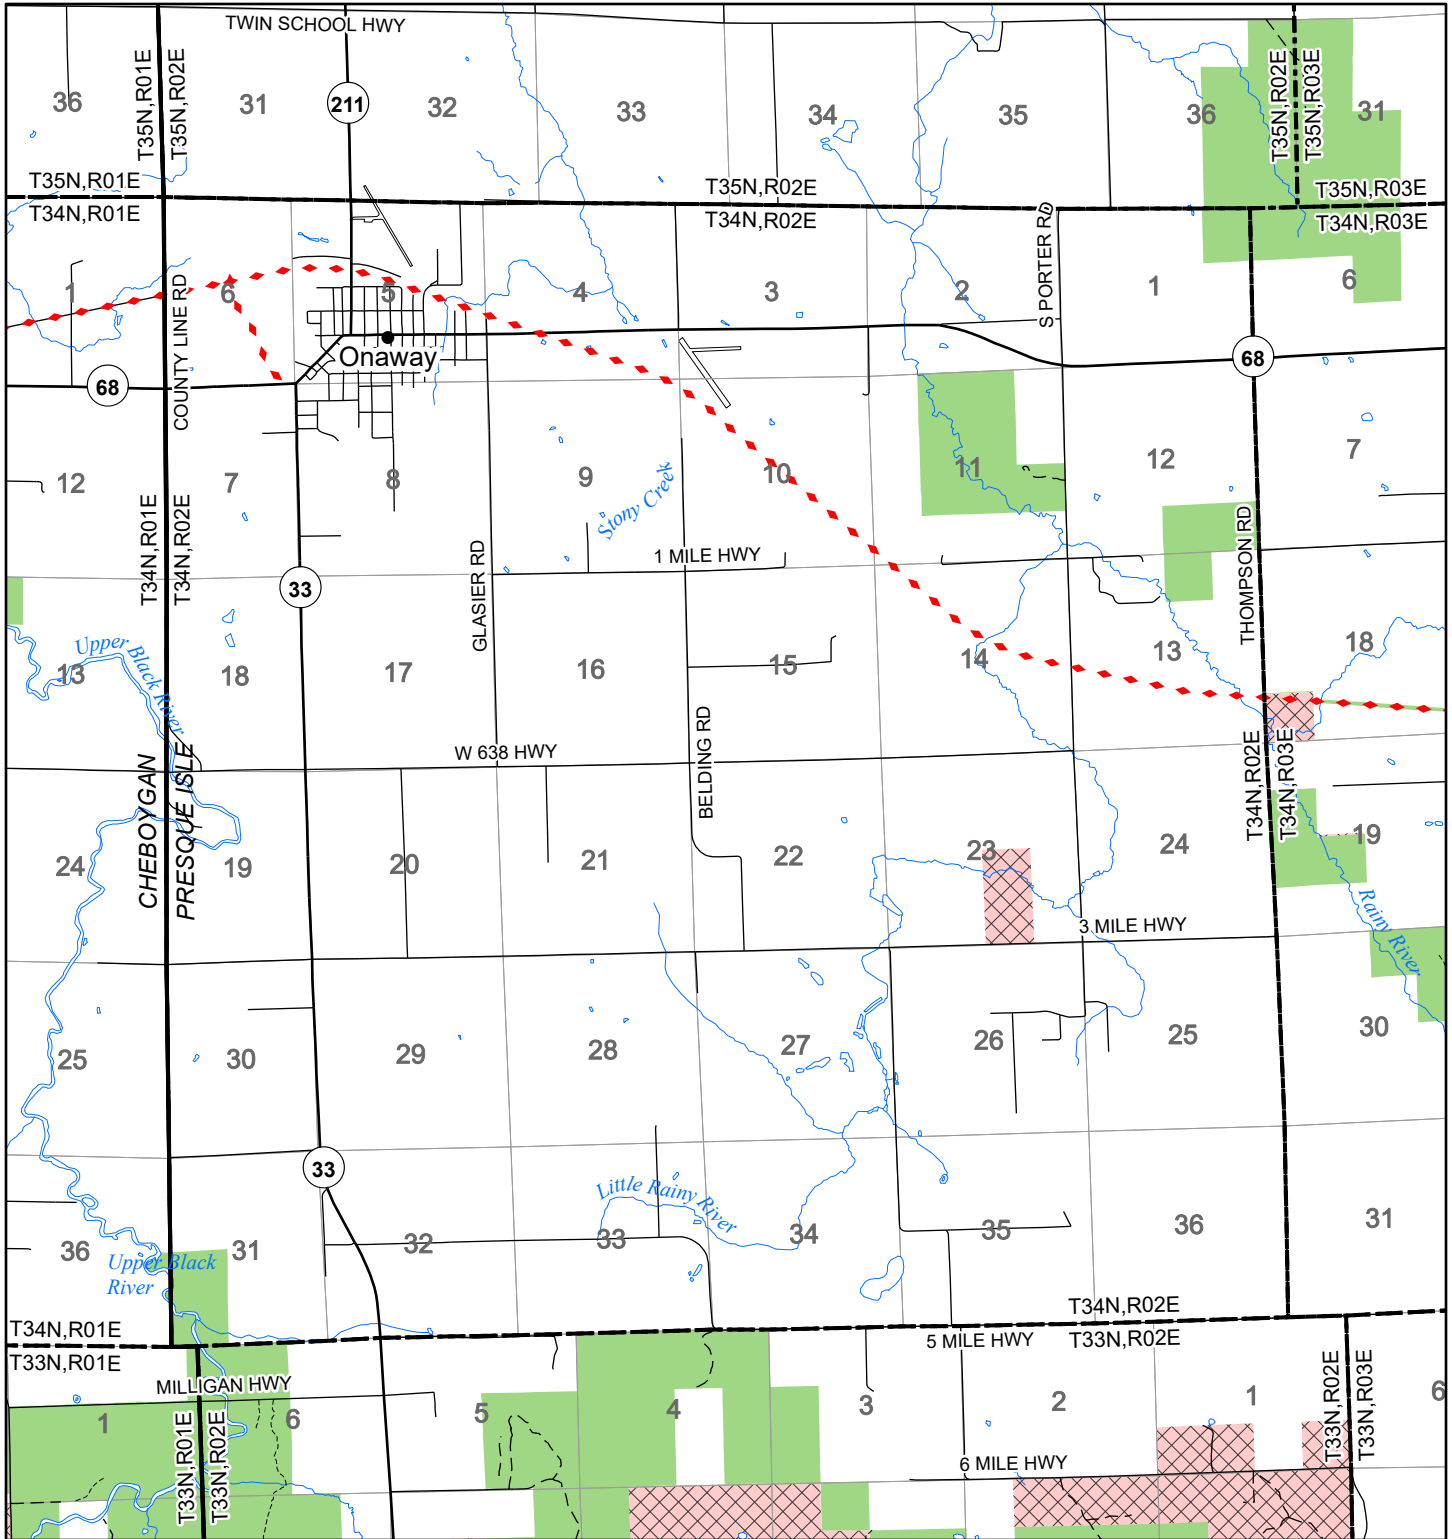 TWIN SCHOOL HWY
36
T35N,R01E
T35N,R02E
31
211
32
33
34
35
36
T35N,R02E
T35N,R03E
31
T35N,R01E
T34N,R01E
T35N,R02E
T34N,R02E
T35N,R03E
T34N,R03E
S PORTER RD
COUNTY LINE RD
1
6
5
4
3
2
1
6
Onaway
68
68
12
7
8
9
Stony Creek
10
11
12
7
T34N,R01E
T34N,R02E
33
GLASIER RD
1 MILE HWY
THOMPSON RD
Upper Black River
13
18
17
16
15
14
13
18
CHEBOYGAN
PRESQUE ISLE
W 638 HWY
BELDING RD
T34N,R02E
T34N,R03E
24
19
20
21
22
23
24
19
3 MILE HWY
Rainy River
25
30
29
28
27
26
25
30
33
Little Rainy River
36
31
32
33
34
35
36
31
Upper Black
River
T34N,R01E
T33N,R01E
T34N,R02E
T33N,R02E
5 MILE HWY
MILLIGAN HWY
1
6
5
4
3
2
1
6
T33N,R01E
T33N,R02E
T33N,R02E
T33N,R03E
6 MILE HWY